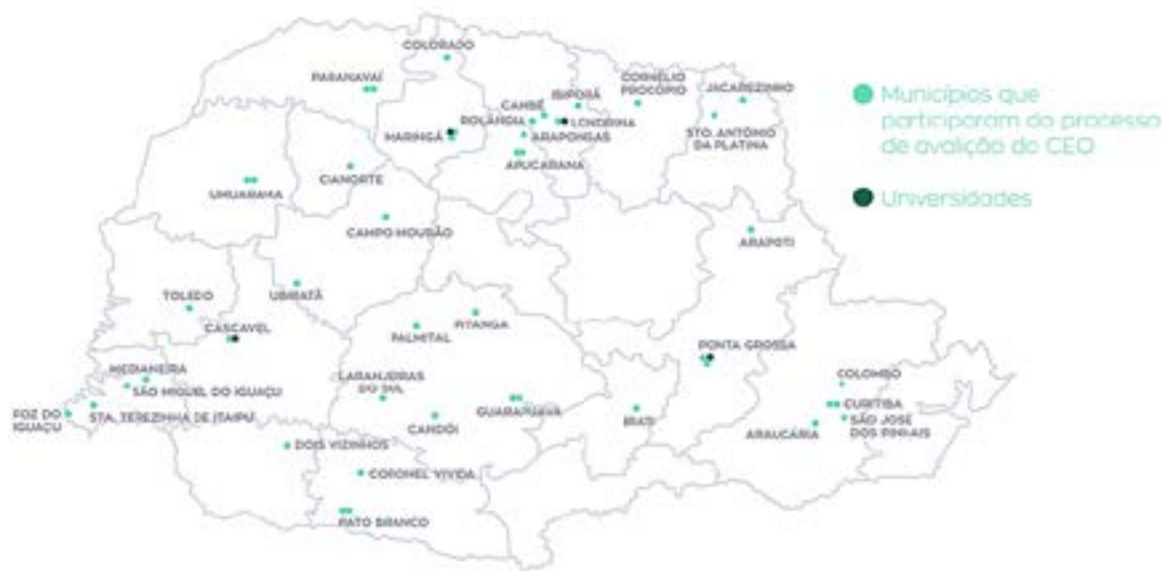 COLORADO
PARANAVAÍ
CORNÉLIO
PROCÓPIO
JACAREZINHO
IBIPORÃ
CAMBÉ
ROLÂNDIA
LONDRINA
MARINGÁ
ARAPONGAS
STO. ANTÔNIO
DA PLATINA
APUCARANA
CIANORTE
UMUARAMA
CAMPO MOURÃO
ARAPOTI
UBIRATÃ
TOLEDO
PITANGA
PALMITAL
CASCAVEL
PONTA GROSSA
MEDIANEIRA
SÃO MIGUEL DO IGUAÇU
LARANJEIRAS
DO SUL
COLOMBO
FOZ DO
IGUAÇU
STA. TEREZINHA DE ITAIPU
GUARAPUAVA
CANDÓI
IRATI
CURITIBA
ARAUCÁRIA
SÃO JOSÉ
DOS PINHAIS
DOIS VIZINHOS
CORONEL VIVIDA
PATO BRANCO
Municípios que
participaram do processo
de avalição do CEO
Universidades